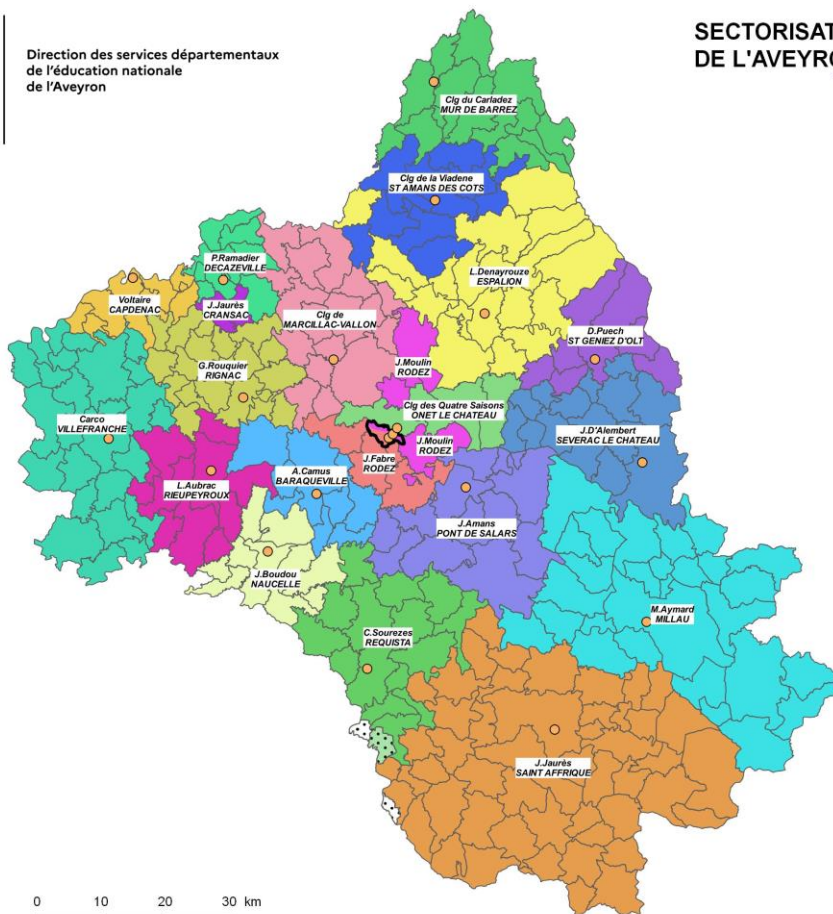 Direction des services départementaux
de l'éducation nationale
de l'Aveyron
SECTORISAT
DE L'AVEYRO
Clg du Carladez
MUR DE BARREZ
Clg de la Viadene
ST AMANS DES COTS
P.Ramadier
DECAZEVILLE
L.Denayrouze
ESPALION
Voltaire
CAPDENAC
J.Jaurès
CRANSAC
Clg de
MARCILLAC-VALLON
D.Puech
ST GENIEZ D'OLT
J.Moulin
RODEZ
G.Rouquier
RIGNAC
Clg des Quatre Saisons
ONET LE CHATEAU
Carco
VILLEFRANCHE
J.D'Alembert
SEVERAC LE CHATEAU
J.Moulin
RODEZ
J.Fabre
RODEZ
L.Aubrac
RIEUPEYROUX
A.Camus
BARAQUEVILLE
J.Amans
PONT DE SALARS
J.Boudou
NAUCELLE
M.Aymard
MILLAU
C.Sourezes
REQUISTA
J.Jaurès
SAINT AFFRIQUE
0 10 20 30 km